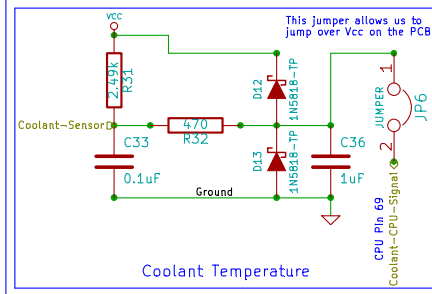 vcc
This jumper allows us to
jump over Vcc on the PCB
2.49k
R31
D12
1N5818-TP
1
JUMPER
JP6
2
Coolant-Sensor
470
R32
C33
0.1uF
D13
1N5818-TP
C36
1uF
Ground
CPU Pin 69
Coolant-CPU-Signal
Coolant Temperature